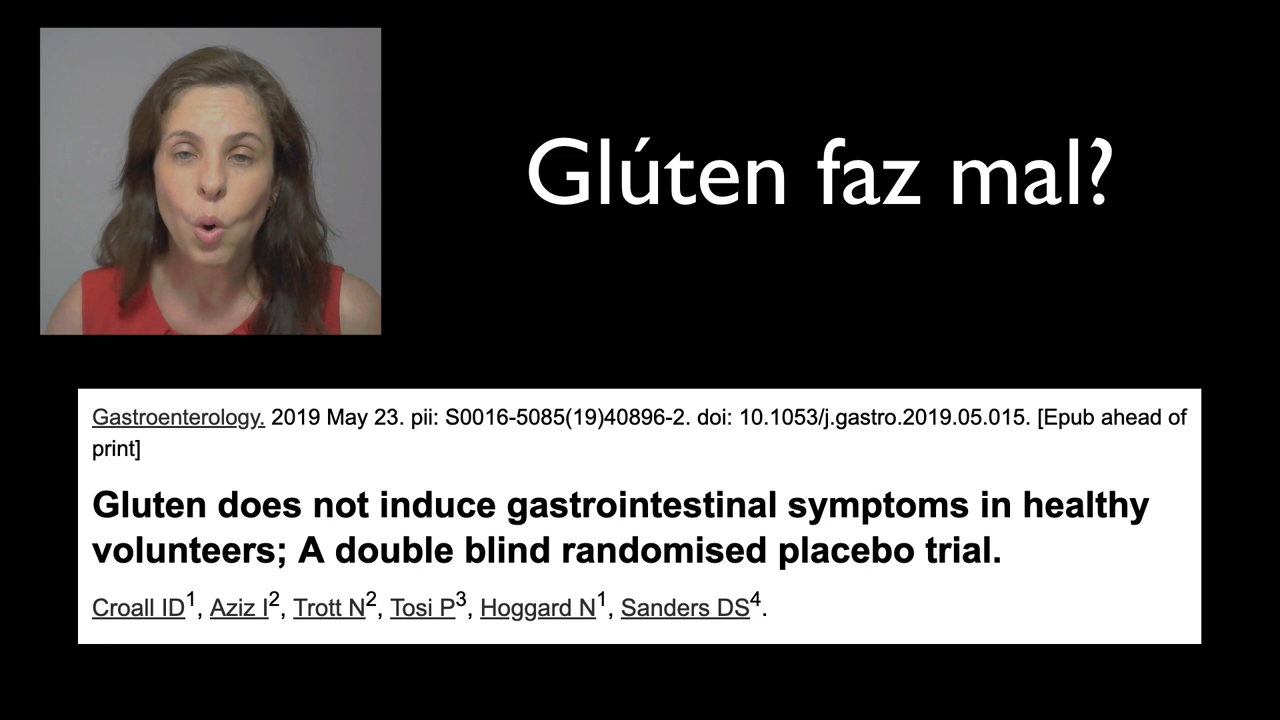 Glúten faz mal?
Gastroenterology. 2019 May 23. pii: S0016-5085(19)40896-2. doi: 10.1053/j.gastro.2019.05.015. [Epub ahead of
print]
Gluten does not induce gastrointestinal symptoms in healthy
volunteers; A double blind randomised placebo trial.
Croall ID1, Aziz I2, Trott N2, Tosi P3, Hoggard N1, Sanders DS4.